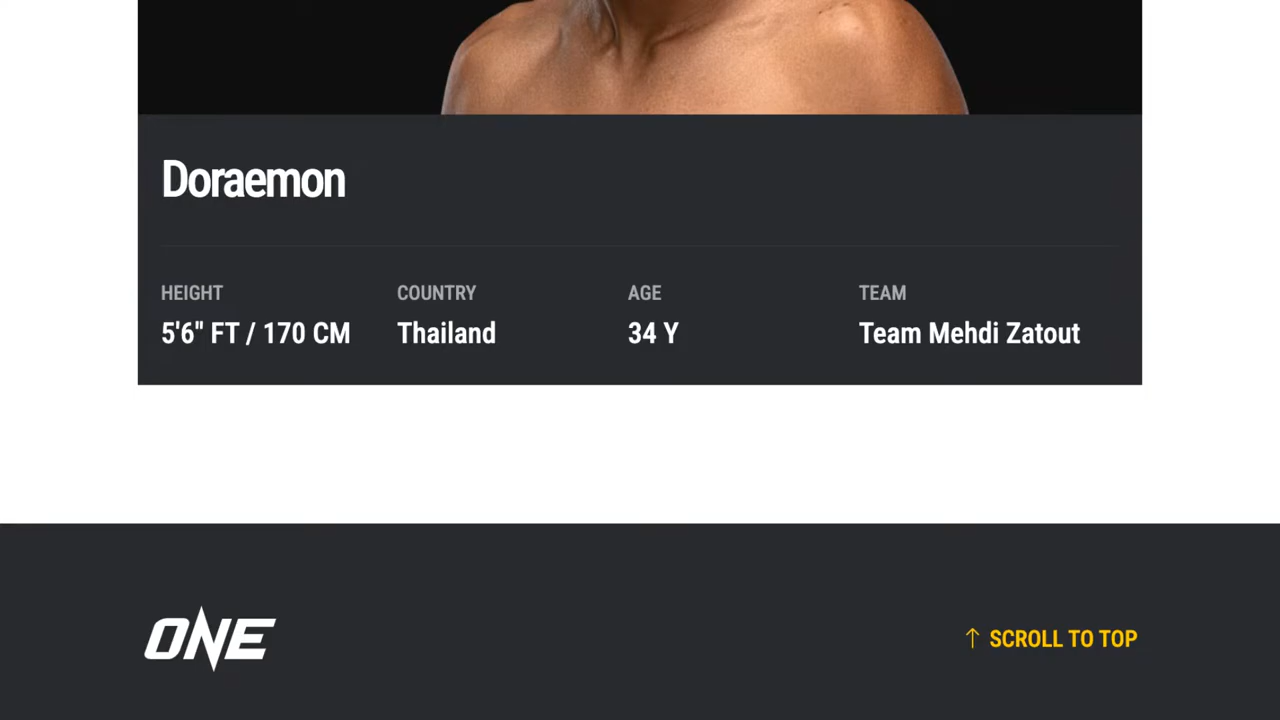 Doraemon
HEIGHT
5'6" FT / 170 CM
COUNTRY
Thailand
AGE
34 Y
TEAM
Team Mehdi Zatout
ONE
↑ SCROLL TO TOP